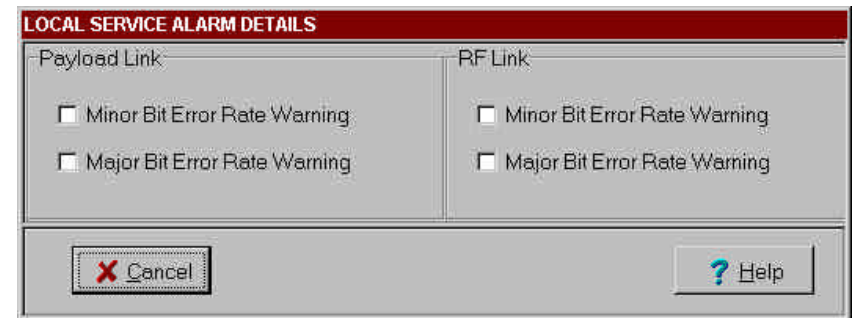 LOCAL SERVICE ALARM DETAILS
Payload Link
Minor Bit Error Rate Warning
Major Bit Error Rate Warning
RF Link
Minor Bit Error Rate Warning
Major Bit Error Rate Warning
Cancel
? Help